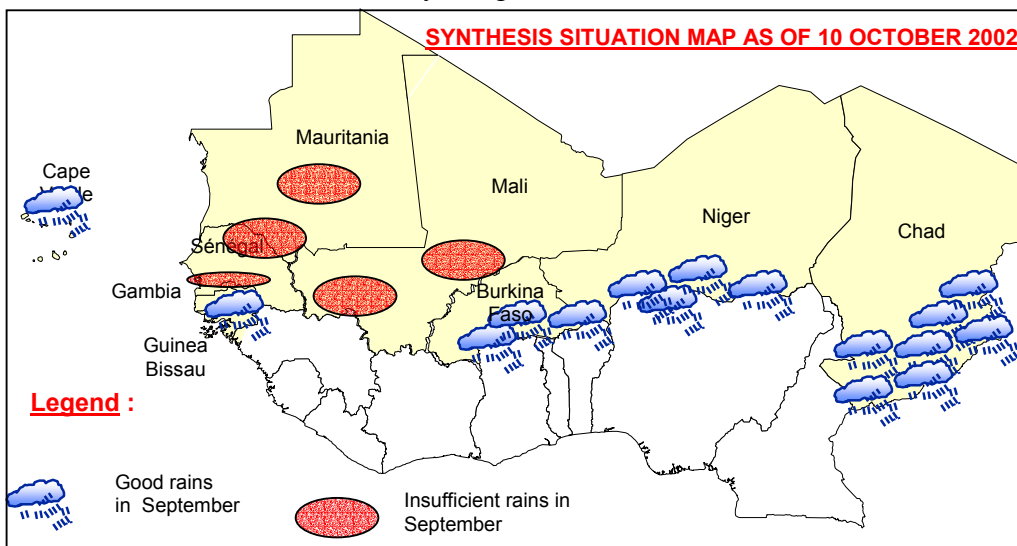 SYNTHESIS SITUATION MAP AS OF 10 OCTOBER 2002
Mauritania
Cape
Mali
Niger
Sénégal
Chad
Gambia
Burkina
Faso
Guinea
Bissau
Legend :
Good rains
in September
Insufficient rains in
September